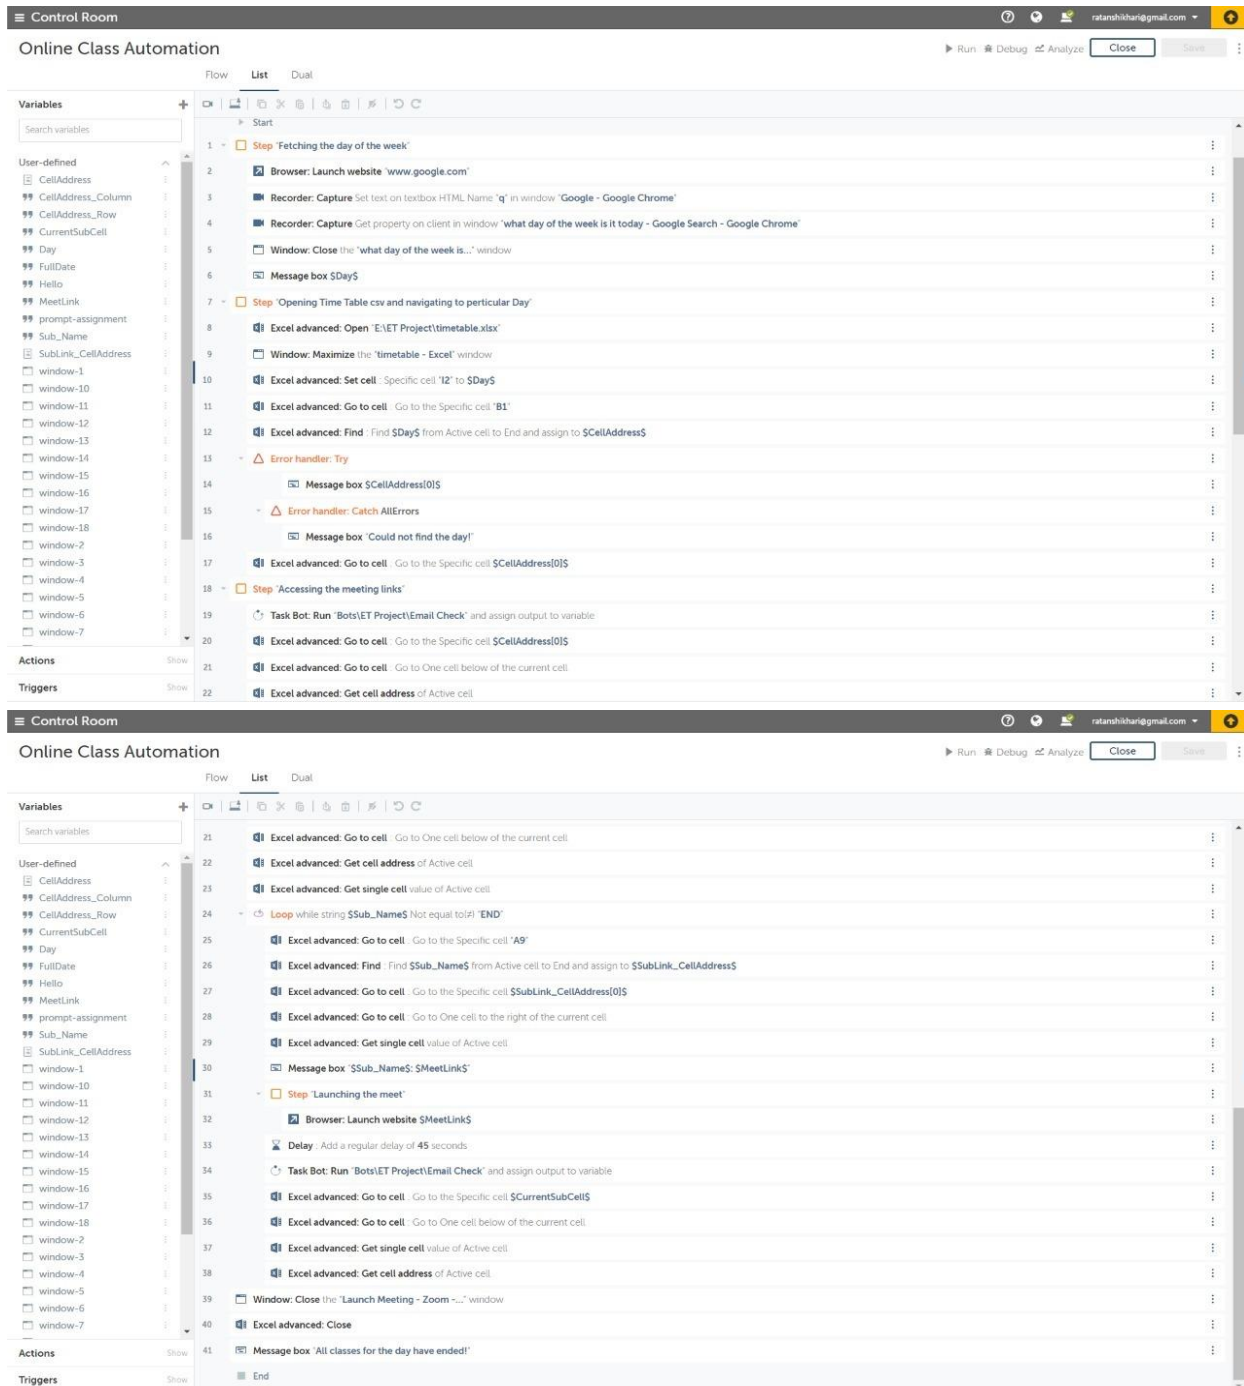 Control Room
ratanshikhari@gmail.com
Online Class Automation
Run Debug Analyze Close Save
Flow List Dual
Variables
Search variables
User-defined
CellAddress
CellAddress_Column
CellAddress_Row
CurrentSubCell
Day
FullDate
Hello
MeetLink
prompt-assignment
Sub_Name
SubLink_CellAddress
window-1
window-10
window-11
window-12
window-13
window-14
window-15
window-16
window-17
window-18
window-2
window-3
window-4
window-5
window-6
window-7
Actions Show
Triggers Show
Start
1 Step "Fetching the day of the week"
2 Browser: Launch website "www.google.com"
3 Recorder: Capture Set text on textbox HTML Name "q" in window "Google - Google Chrome"
4 Recorder: Capture Get property on client in window "what day of the week is it today - Google Search - Google Chrome"
5 Window: Close the "what day of the week is..." window
6 Message box $Day$
7 Step "Opening Time Table csv and navigating to perticular Day"
8 Excel advanced: Open "E:\ET Project\timetable.xlsx"
9 Window: Maximize the "timetable - Excel" window
10 Excel advanced: Set cell : Specific cell "I2" to $Day$
11 Excel advanced: Go to cell : Go to the Specific cell "B1"
12 Excel advanced: Find : Find $Day$ from Active cell to End and assign to $CellAddress$
13 Error handler: Try
14 Message box $CellAddress[0]$
15 Error handler: Catch AllErrors
16 Message box "Could not find the day!"
17 Excel advanced: Go to cell : Go to the Specific cell $CellAddress[0]$
18 Step "Accessing the meeting links"
19 Task Bot: Run "Bots\ET Project\Email Check" and assign output to variable
20 Excel advanced: Go to cell : Go to the Specific cell $CellAddress[0]$
21 Excel advanced: Go to cell : Go to One cell below of the current cell
22 Excel advanced: Get cell address of Active cell
Control Room
ratanshikhari@gmail.com
Online Class Automation
Run Debug Analyze Close Save
Flow List Dual
Variables
Search variables
User-defined
CellAddress
CellAddress_Column
CellAddress_Row
CurrentSubCell
Day
FullDate
Hello
MeetLink
prompt-assignment
Sub_Name
SubLink_CellAddress
window-1
window-10
window-11
window-12
window-13
window-14
window-15
window-16
window-17
window-18
window-2
window-3
window-4
window-5
window-6
window-7
Actions Show
Triggers Show
21 Excel advanced: Go to cell : Go to One cell below of the current cell
22 Excel advanced: Get cell address of Active cell
23 Excel advanced: Get single cell value of Active cell
24 Loop while string $Sub_Name$ Not equal to(≠) "END"
25 Excel advanced: Go to cell : Go to the Specific cell "A9"
26 Excel advanced: Find : Find $Sub_Name$ from Active cell to End and assign to $SubLink_CellAddress$
27 Excel advanced: Go to cell : Go to the Specific cell $SubLink_CellAddress[0]$
28 Excel advanced: Go to cell : Go to One cell to the right of the current cell
29 Excel advanced: Get single cell value of Active cell
30 Message box "$Sub_Name$: $MeetLink$"
31 Step "Launching the meet"
32 Browser: Launch website $MeetLink$
33 Delay : Add a regular delay of 45 seconds
34 Task Bot: Run "Bots\ET Project\Email Check" and assign output to variable
35 Excel advanced: Go to cell : Go to the Specific cell $CurrentSubCell$
36 Excel advanced: Go to cell : Go to One cell below of the current cell
37 Excel advanced: Get single cell value of Active cell
38 Excel advanced: Get cell address of Active cell
39 Window: Close the "Launch Meeting - Zoom -..." window
40 Excel advanced: Close
41 Message box "All classes for the day have ended!"
End